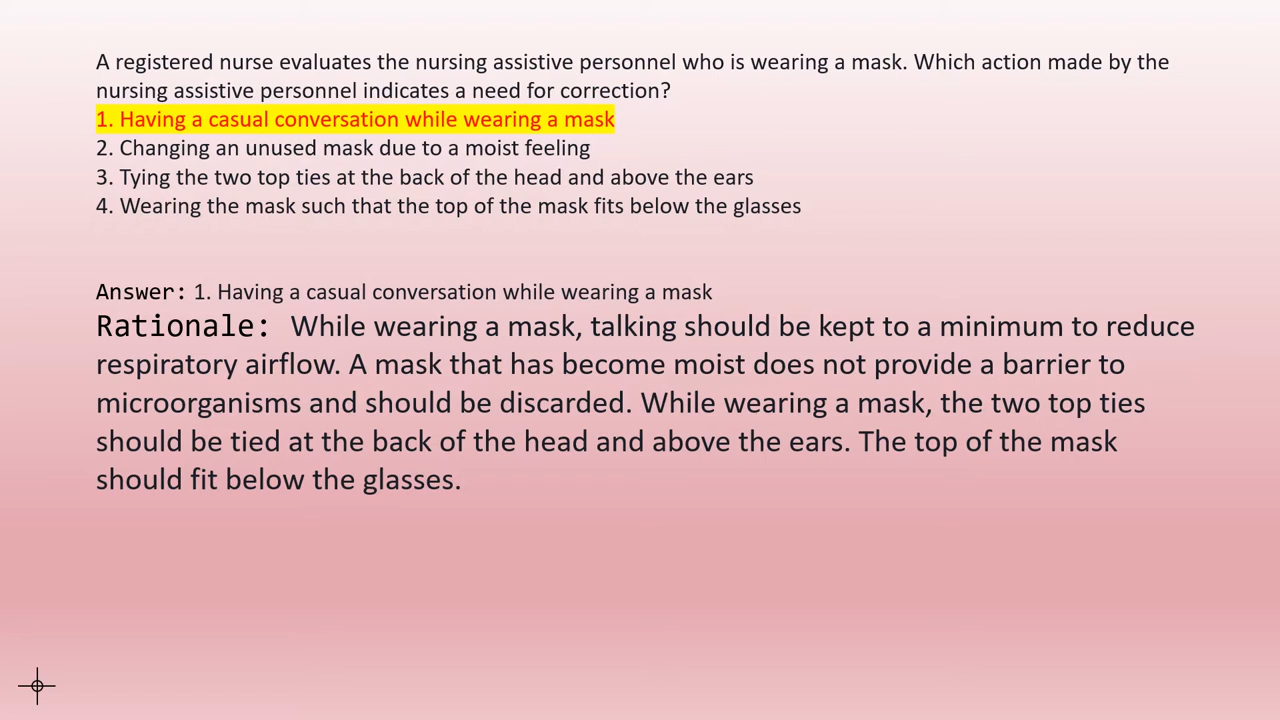 A registered nurse evaluates the nursing assistive personnel who is wearing a mask. Which action made by the
nursing assistive personnel indicates a need for correction?
1. Having a casual conversation while wearing a mask
2. Changing an unused mask due to a moist feeling
3. Tying the two top ties at the back of the head and above the ears
4. Wearing the mask such that the top of the mask fits below the glasses
Answer: 1. Having a casual conversation while wearing a mask
Rationale: While wearing a mask, talking should be kept to a minimum to reduce
respiratory airflow. A mask that has become moist does not provide a barrier to
microorganisms and should be discarded. While wearing a mask, the two top ties
should be tied at the back of the head and above the ears. The top of the mask
should fit below the glasses.